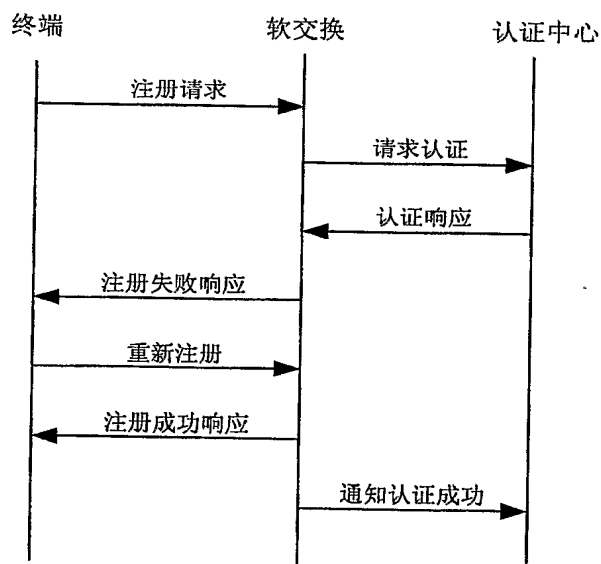 终端
软交换
认证中心
注册请求
请求认证
认证响应
注册失败响应
重新注册
注册成功响应
通知认证成功